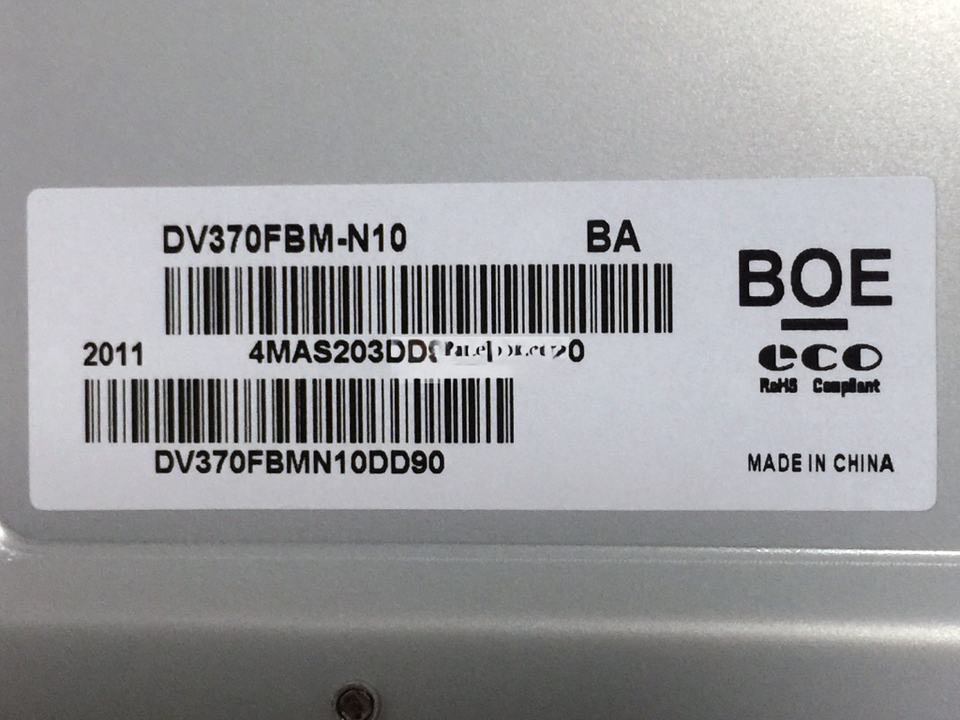 DV370FBM-N10 BA
BOE
2011
eco
RoHS Compliant
DV370FBMN10DD90
MADE IN CHINA